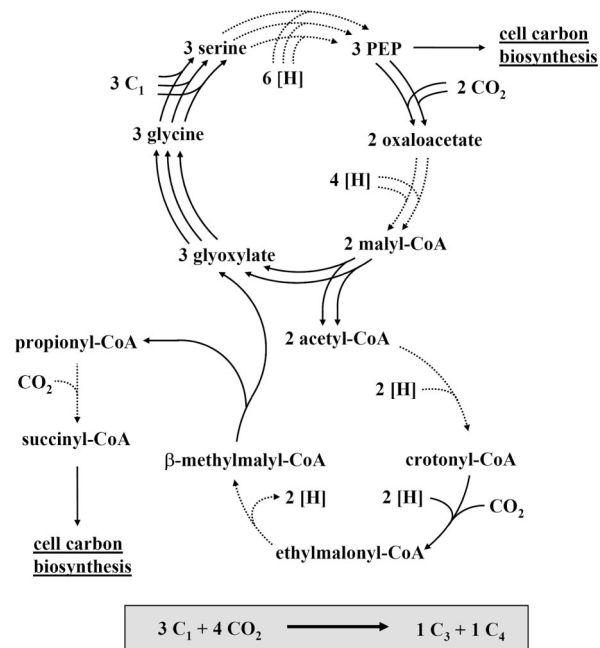 3 serine
3 PEP
cell carbon
biosynthesis
3 C₁
6 [H]
2 CO₂
3 glycine
2 oxaloacetate
4 [H]
2 malyl-CoA
3 glyoxylate
2 acetyl-CoA
propionyl-CoA
CO₂
2 [H]
succinyl-CoA
β-methylmalyl-CoA
crotonyl-CoA
2 [H]
2 [H]
CO₂
cell carbon
biosynthesis
ethylmalonyl-CoA
3 C₁ + 4 CO₂ → 1 C₃ + 1 C₄